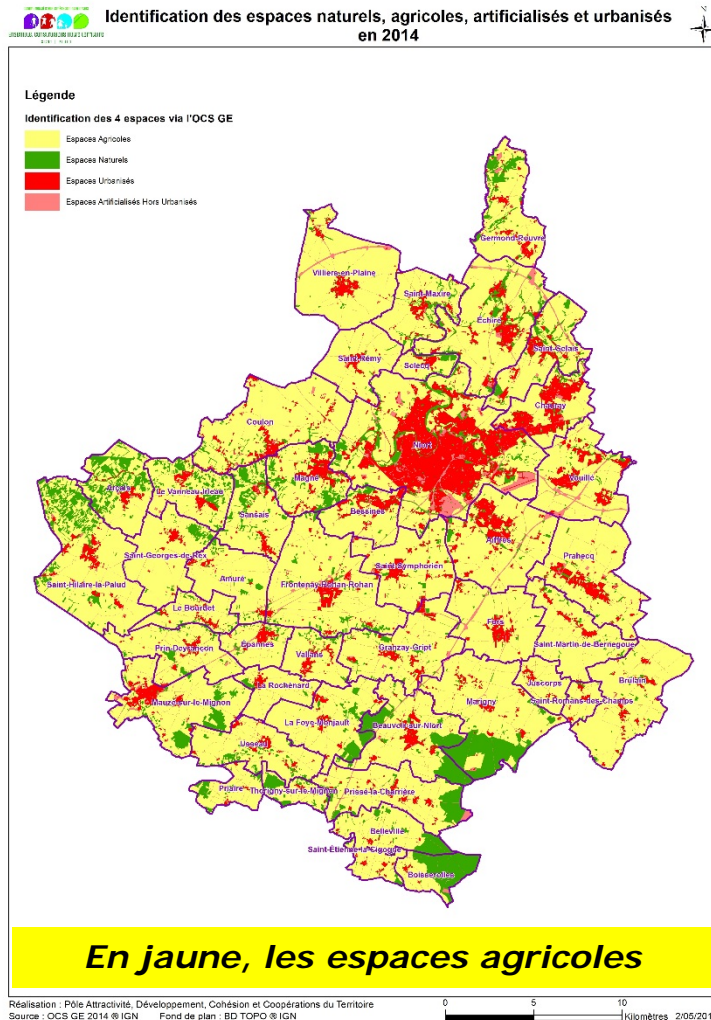 Identification des espaces naturels, agricoles, artificialisés et urbanisés
en 2014
Légende
Identification des 4 espaces via l'OCS GE
Espaces Agricoles
Espaces Naturels
Espaces Urbanisés
Espaces Artificialisés Hors Urbanisés
Germond-Rouvre
Villiers-en-Plaine
Saint-Maxire
Échiré
Saint-Gelais
Saint-Rémy
Sciecq
Chauray
Coulon
Niort
Magné
Vouillé
Arçais
Le Vanneau-Irleau
Sansais
Bessines
Aiffres
Saint-Georges-de-Rex
Saint-Symphorien
Prahecq
Saint-Hilaire-la-Palud
Amuré
Frontenay-Rohan-Rohan
Le Bourdet
Fors
Prin-Deyrançon
Épannes
Vallans
Granzay-Gript
Saint-Martin-de-Bernegoue
La Rochénard
Juscorps
Brûlain
Mauzé-sur-le-Mignon
Marigny
Saint-Romans-des-Champs
La Foye-Monjault
Beauvoir-sur-Niort
Usseau
Priaire
Thorigny-sur-le-Mignon
Prissé-la-Charrière
Belleville
Saint-Étienne-la-Cigogne
Boisserolles
En jaune, les espaces agricoles
Réalisation : Pôle Attractivité, Développement, Cohésion et Coopérations du Territoire
Source : OCS GE 2014 ® IGN Fond de plan : BD TOPO ® IGN
0 5 10
Kilomètres 2/05/201